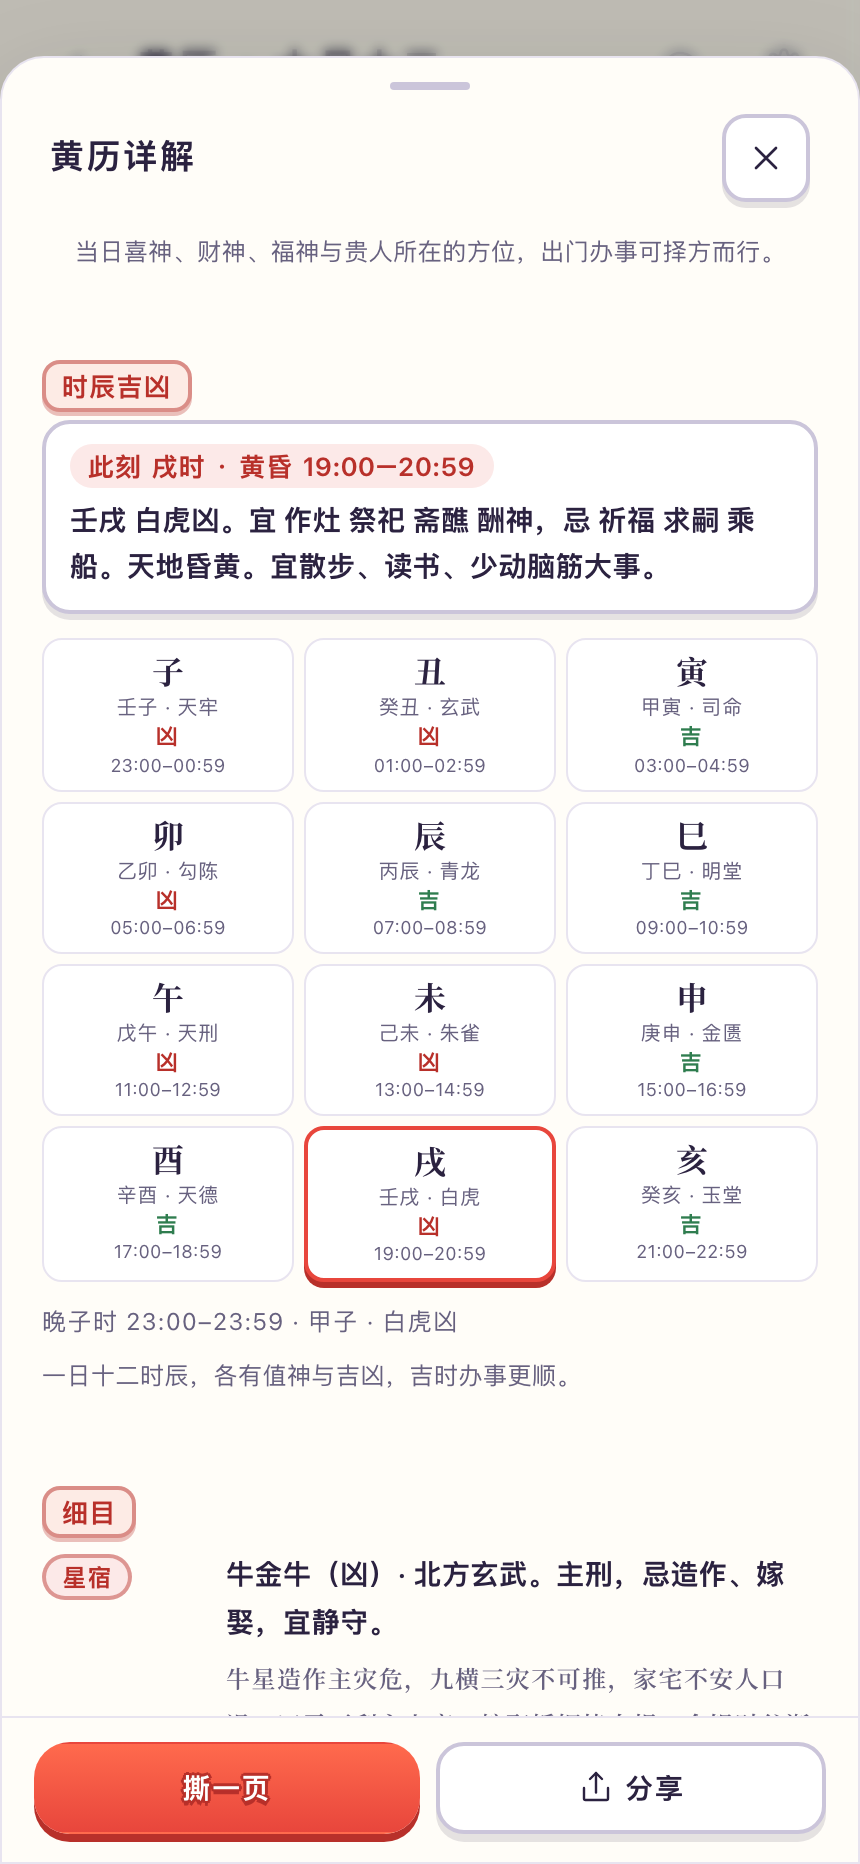 黄历详解
当日喜神、财神、福神与贵人所在的方位，出门办事可择方而行。
时辰吉凶
此刻 戌时 · 黄昏 19:00–20:59
壬戌 白虎凶。宜 作灶 祭祀 斋醮 酬神，忌 祈福 求嗣 乘
船。天地昏黄。宜散步、读书、少动脑筋大事。
子
壬子 · 天牢
凶
23:00–00:59
丑
癸丑 · 玄武
凶
01:00–02:59
寅
甲寅 · 司命
吉
03:00–04:59
卯
乙卯 · 勾陈
凶
05:00–06:59
辰
丙辰 · 青龙
吉
07:00–08:59
巳
丁巳 · 明堂
吉
09:00–10:59
午
戊午 · 天刑
凶
11:00–12:59
未
己未 · 朱雀
凶
13:00–14:59
申
庚申 · 金匮
吉
15:00–16:59
酉
辛酉 · 天德
吉
17:00–18:59
戌
壬戌 · 白虎
凶
19:00–20:59
亥
癸亥 · 玉堂
吉
21:00–22:59
晚子时 23:00–23:59 · 甲子 · 白虎凶
一日十二时辰，各有值神与吉凶，吉时办事更顺。
细目
星宿
牛金牛（凶）· 北方玄武。主刑，忌造作、嫁
娶，宜静守。
牛星造作主灾危，九横三灾不可推，家宅不安人口
撕一页
分享